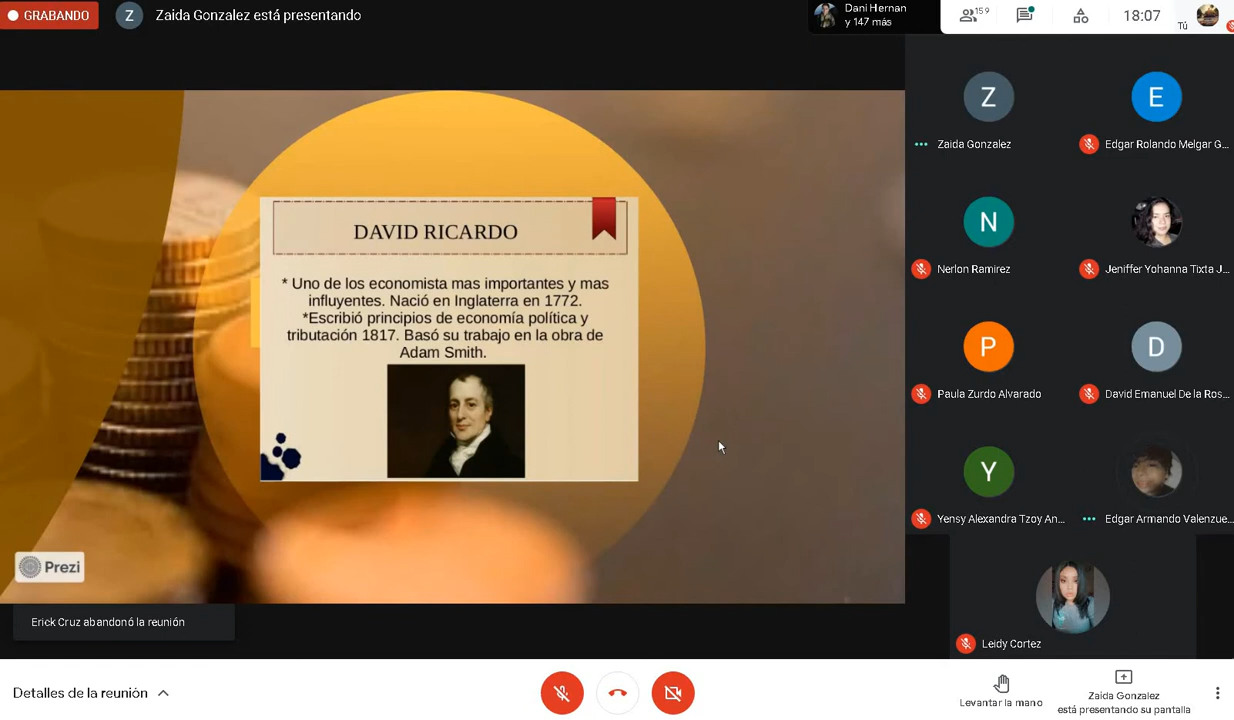 GRABANDO
Z
Zaida Gonzalez está presentando
Dani Hernan
y 147 más
159
18:07
Tú
DAVID RICARDO
* Uno de los economista mas importantes y mas
influyentes. Nació en Inglaterra en 1772.
*Escribió principios de economía política y
tributación 1817. Basó su trabajo en la obra de
Adam Smith.
Prezi
Z
Zaida Gonzalez
E
Edgar Rolando Melgar G...
N
Nerlon Ramirez
Jeniffer Yohanna Tixta J...
P
Paula Zurdo Alvarado
D
David Emanuel De la Ros...
Y
Yensy Alexandra Tzoy An...
Edgar Armando Valenzue...
Leidy Cortez
Erick Cruz abandonó la reunión
Detalles de la reunión
Levantar la mano
Zaida Gonzalez
está presentando su pantalla